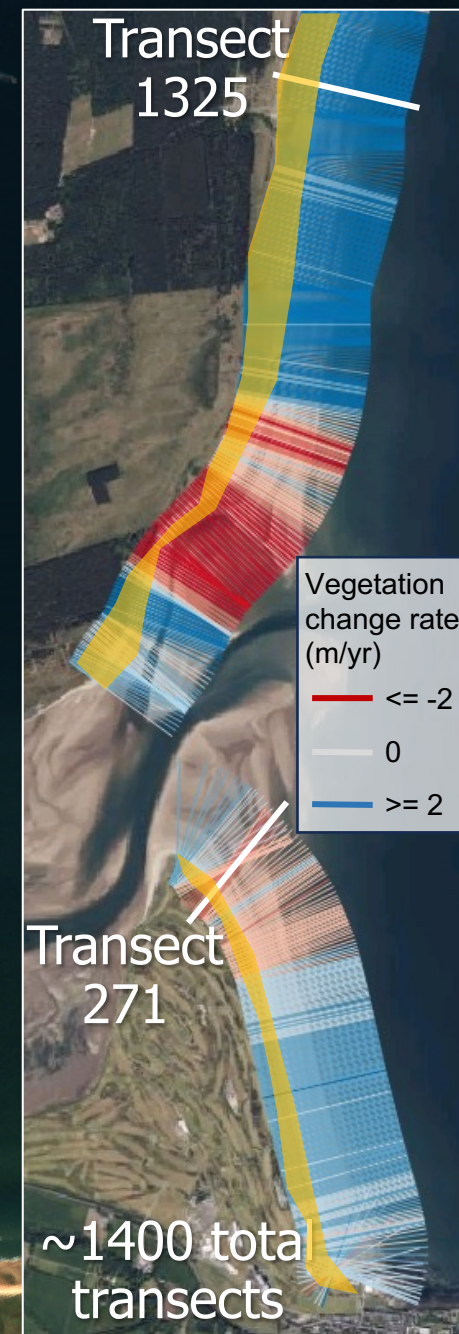 Transect
1325
Vegetation
change rate
(m/yr)
<= -2
0
>= 2
Transect
271
~1400 total
transects